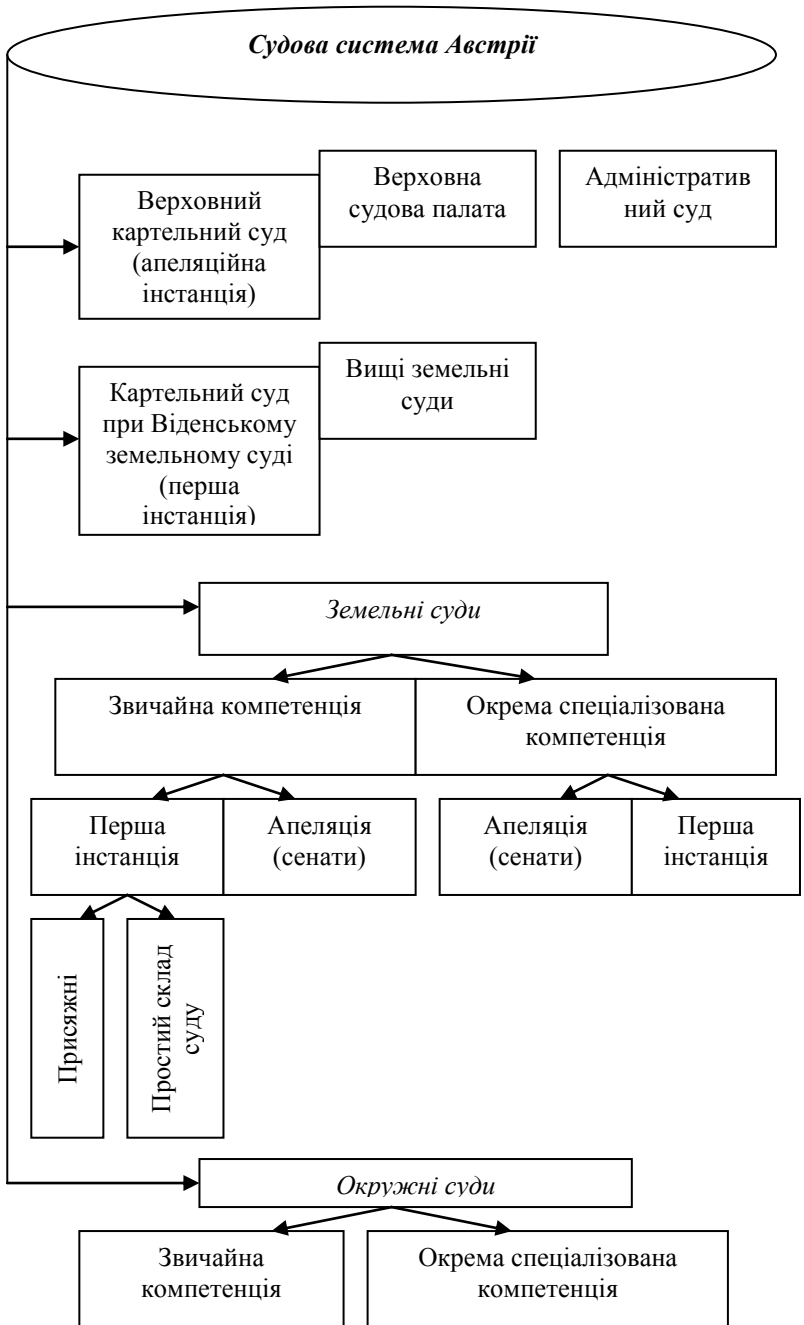 Судова система Австрії
Верховний
картельний суд
(апеляційна
інстанція)
Верховна
судова палата
Адміністратив
ний суд
Картельний суд
при Віденському
земельному суді
(перша
інстанція)
Вищі земельні
суди
Земельні суди
Звичайна компетенція
Окрема спеціалізована
компетенція
Перша
інстанція
Апеляція
(сенати)
Апеляція
(сенати)
Перша
інстанція
Присяжні
Простий склад
суду
Окружні суди
Звичайна
компетенція
Окрема спеціалізована
компетенція